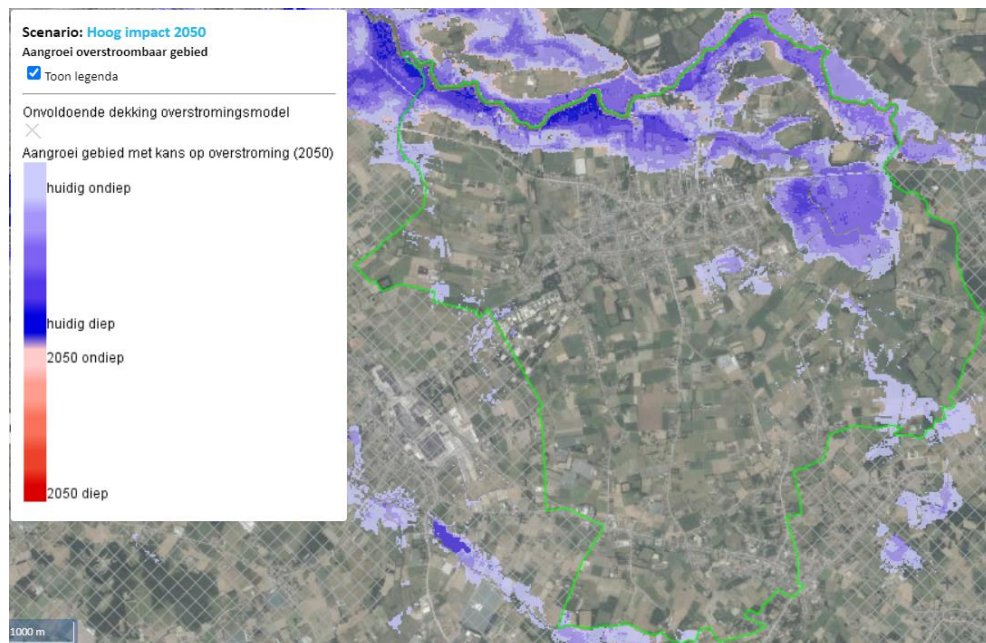 Scenario: Hoog impact 2050
Aangroei overstroombaar gebied
Toon legenda
Onvoldoende dekking overstromingsmodel
Aangroei gebied met kans op overstroming (2050)
huidig ondiep
huidig diep
2050 ondiep
2050 diep
1000 m